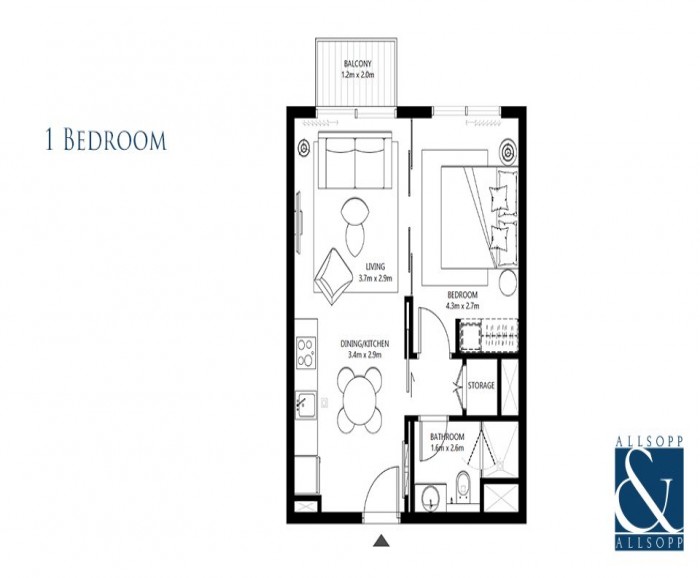 BALCONY
1.2m x 2.0m
1 BEDROOM
LIVING
3.7m x 2.9m
BEDROOM
4.3m x 2.7m
DINING/KITCHEN
3.4m x 2.9m
STORAGE
BATHROOM
1.6m x 2.6m
ALLSOPP
&
ALLSOPP